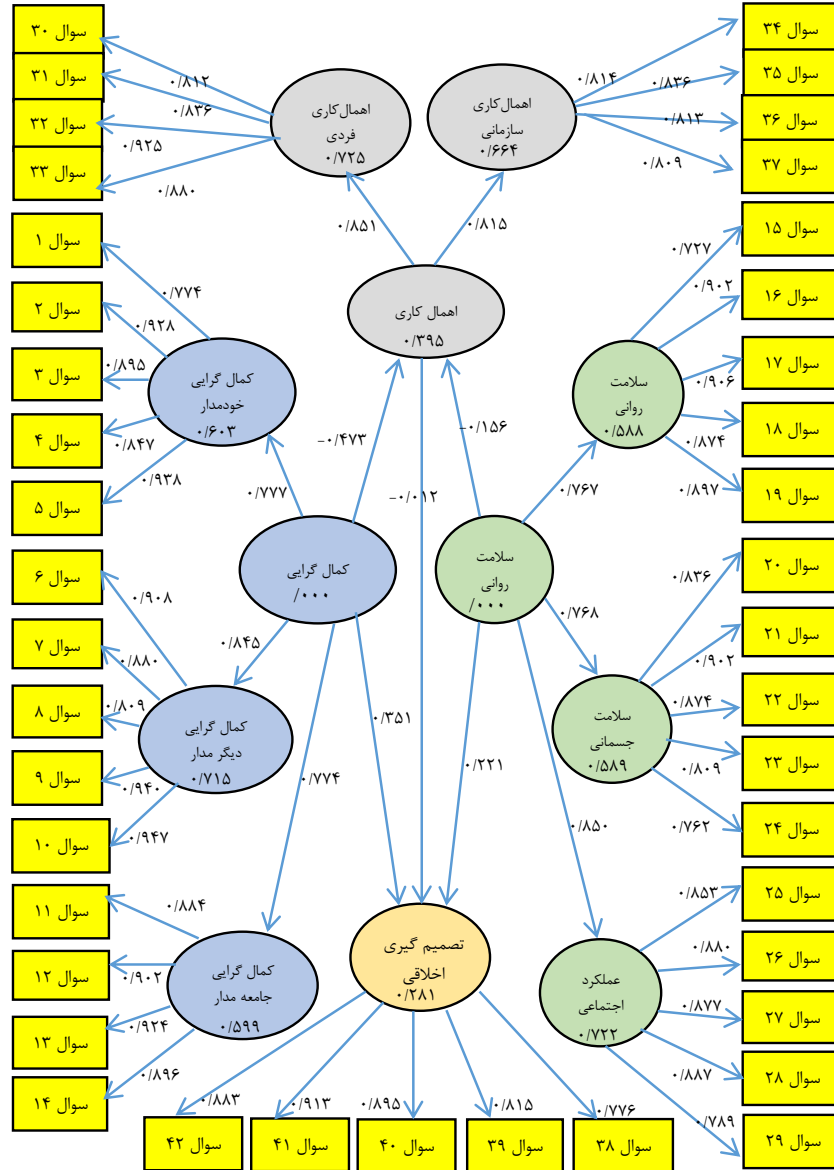 سوال ۳۰
سوال ۳۱
سوال ۳۲
سوال ۳۳
۰/۸۱۲
۰/۸۳۶
۰/۹۲۵
۰/۸۸۰
اهمال‌کاری
فردی
۰/۷۲۵
اهمال‌کاری
سازمانی
۰/۶۶۴
۰/۸۱۴
۰/۸۳۶
۰/۸۱۳
۰/۸۰۹
سوال ۳۴
سوال ۳۵
سوال ۳۶
سوال ۳۷
۰/۸۵۱
۰/۸۱۵
اهمال کاری
۰/۳۹۵
سوال ۱
سوال ۲
سوال ۳
سوال ۴
سوال ۵
۰/۷۷۴
۰/۹۲۸
۰/۸۹۵
۰/۸۴۷
۰/۹۳۸
کمال گرایی
خودمدار
۰/۶۰۳
سلامت
روانی
۰/۵۸۸
۰/۷۲۷
۰/۹۰۲
۰/۹۰۶
۰/۸۷۴
۰/۸۹۷
سوال ۱۵
سوال ۱۶
سوال ۱۷
سوال ۱۸
سوال ۱۹
-۰/۴۷۳
-۰/۱۵۶
-۰/۰۱۲
۰/۷۷۷
۰/۷۶۷
کمال گرایی
/۰۰۰
سلامت
روانی
/۰۰۰
۰/۸۴۵
۰/۷۶۸
۰/۳۵۱
۰/۲۲۱
۰/۷۷۴
۰/۸۵۰
سوال ۶
سوال ۷
سوال ۸
سوال ۹
سوال ۱۰
۰/۹۰۸
۰/۸۸۰
۰/۸۰۹
۰/۹۴۰
۰/۹۴۷
کمال گرایی
دیگر مدار
۰/۷۱۵
سلامت
جسمانی
۰/۵۸۹
۰/۸۳۶
۰/۹۰۲
۰/۸۷۴
۰/۸۰۹
۰/۷۶۲
سوال ۲۰
سوال ۲۱
سوال ۲۲
سوال ۲۳
سوال ۲۴
سوال ۱۱
سوال ۱۲
سوال ۱۳
سوال ۱۴
۰/۸۸۴
۰/۹۰۲
۰/۹۲۴
۰/۸۹۶
کمال گرایی
جامعه مدار
۰/۵۹۹
تصمیم گیری
اخلاقی
۰/۲۸۱
عملکرد
اجتماعی
۰/۷۲۲
۰/۸۵۳
۰/۸۸۰
۰/۸۷۷
۰/۸۸۷
۰/۷۸۹
سوال ۲۵
سوال ۲۶
سوال ۲۷
سوال ۲۸
سوال ۲۹
۰/۸۸۳
۰/۹۱۳
۰/۸۹۵
۰/۸۱۵
۰/۷۷۶
سوال ۴۲
سوال ۴۱
سوال ۴۰
سوال ۳۹
سوال ۳۸